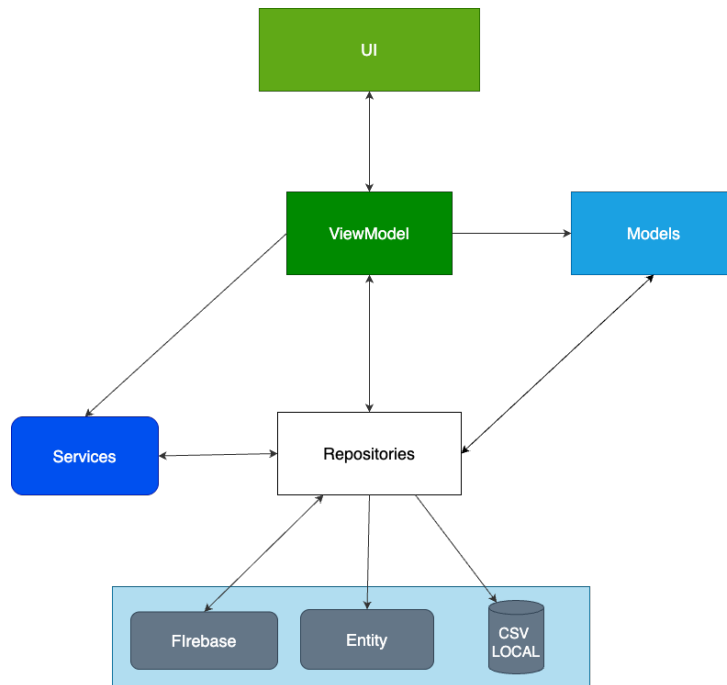 UI
ViewModel
Models
Services
Repositories
FIrebase
Entity
CSV
LOCAL